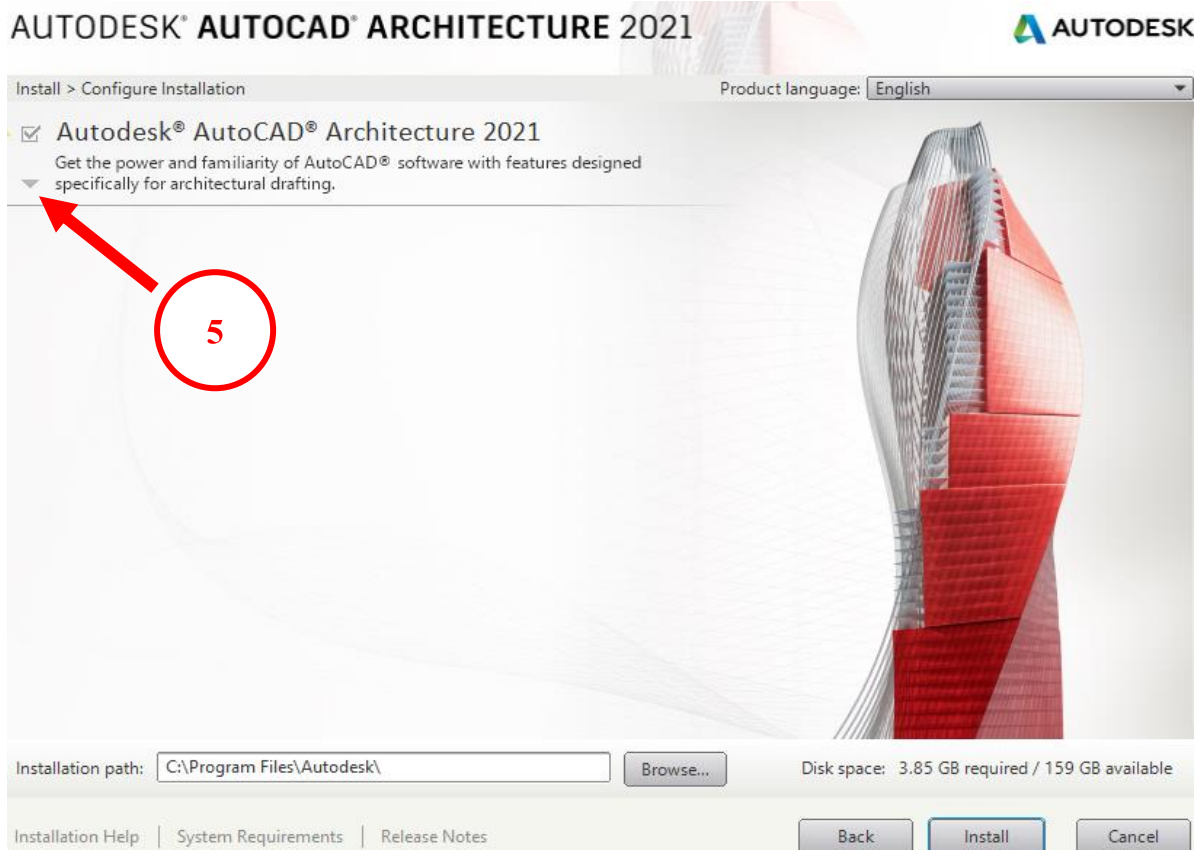 AUTODESK® AUTOCAD® ARCHITECTURE 2021
AUTODESK
Install > Configure Installation
Product language: English
Autodesk® AutoCAD® Architecture 2021
Get the power and familiarity of AutoCAD® software with features designed
specifically for architectural drafting.
5
Installation path: C:\Program Files\Autodesk\
Browse...
Disk space: 3.85 GB required / 159 GB available
Installation Help | System Requirements | Release Notes
Back
Install
Cancel